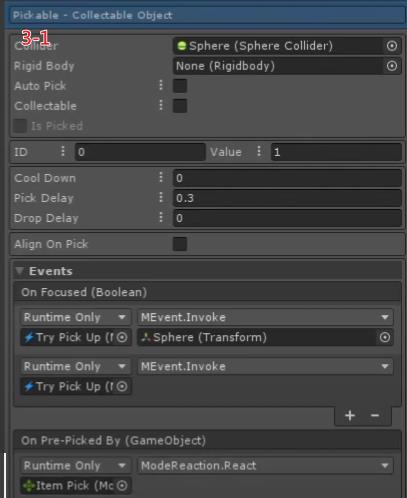 Pickable - Collectable Object
3-1
Collider Sphere (Sphere Collider)
Rigid Body None (Rigidbody)
Auto Pick
Collectable
Is Picked
ID 0 Value 1
Cool Down 0
Pick Delay 0.3
Drop Delay 0
Align On Pick
Events
On Focused (Boolean)
Runtime Only MEvent.Invoke
Try Pick Up ( Sphere (Transform)
Runtime Only MEvent.Invoke
Try Pick Up (
+ -
On Pre-Picked By (GameObject)
Runtime Only ModeReaction.React
Item Pick (Mo